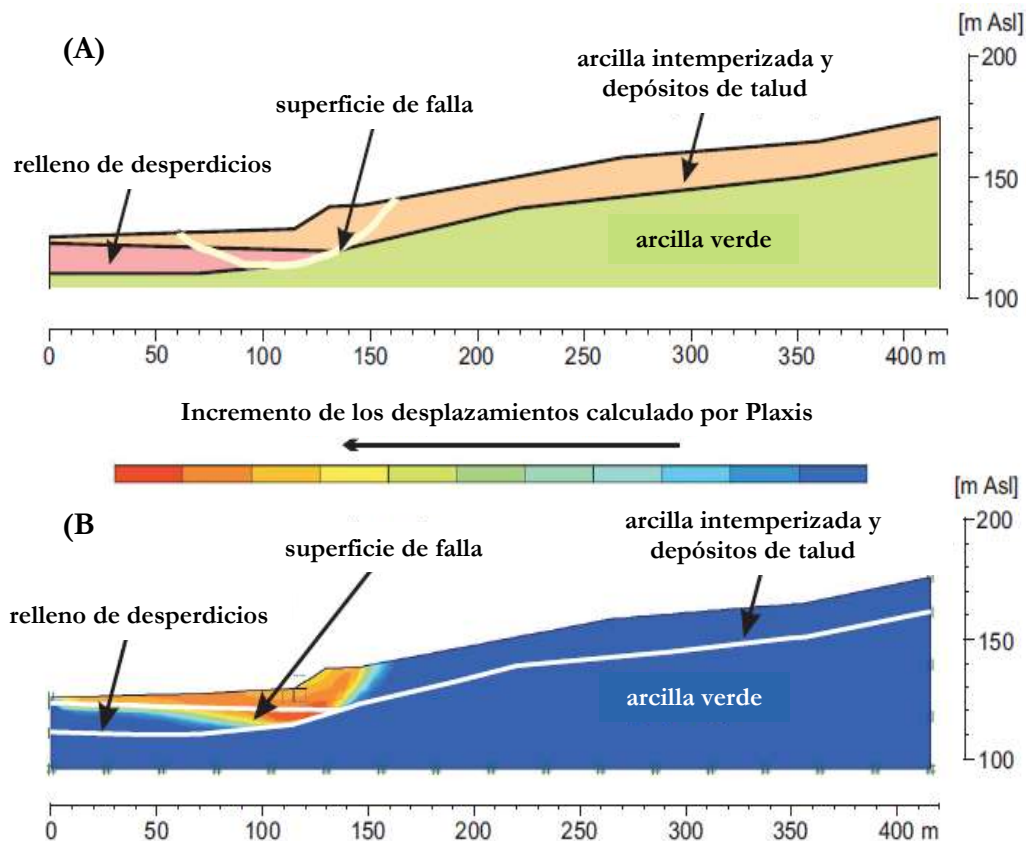 [m Asl]
(A)
200
arcilla intemperizada y
depósitos de talud
superficie de falla
relleno de desperdicios
150
arcilla verde
100
0 50 100 150 200 250 300 350 400 m
Incremento de los desplazamientos calculado por Plaxis
[m Asl]
(B
200
arcilla intemperizada y
depósitos de talud
superficie de falla
relleno de desperdicios
150
arcilla verde
100
0 50 100 150 200 250 300 350 400 m